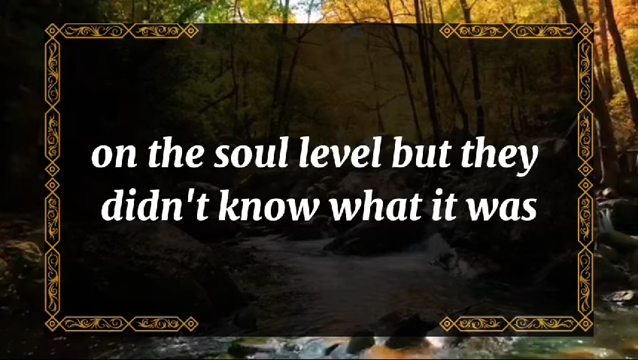 on the soul level but they
didn't know what it was